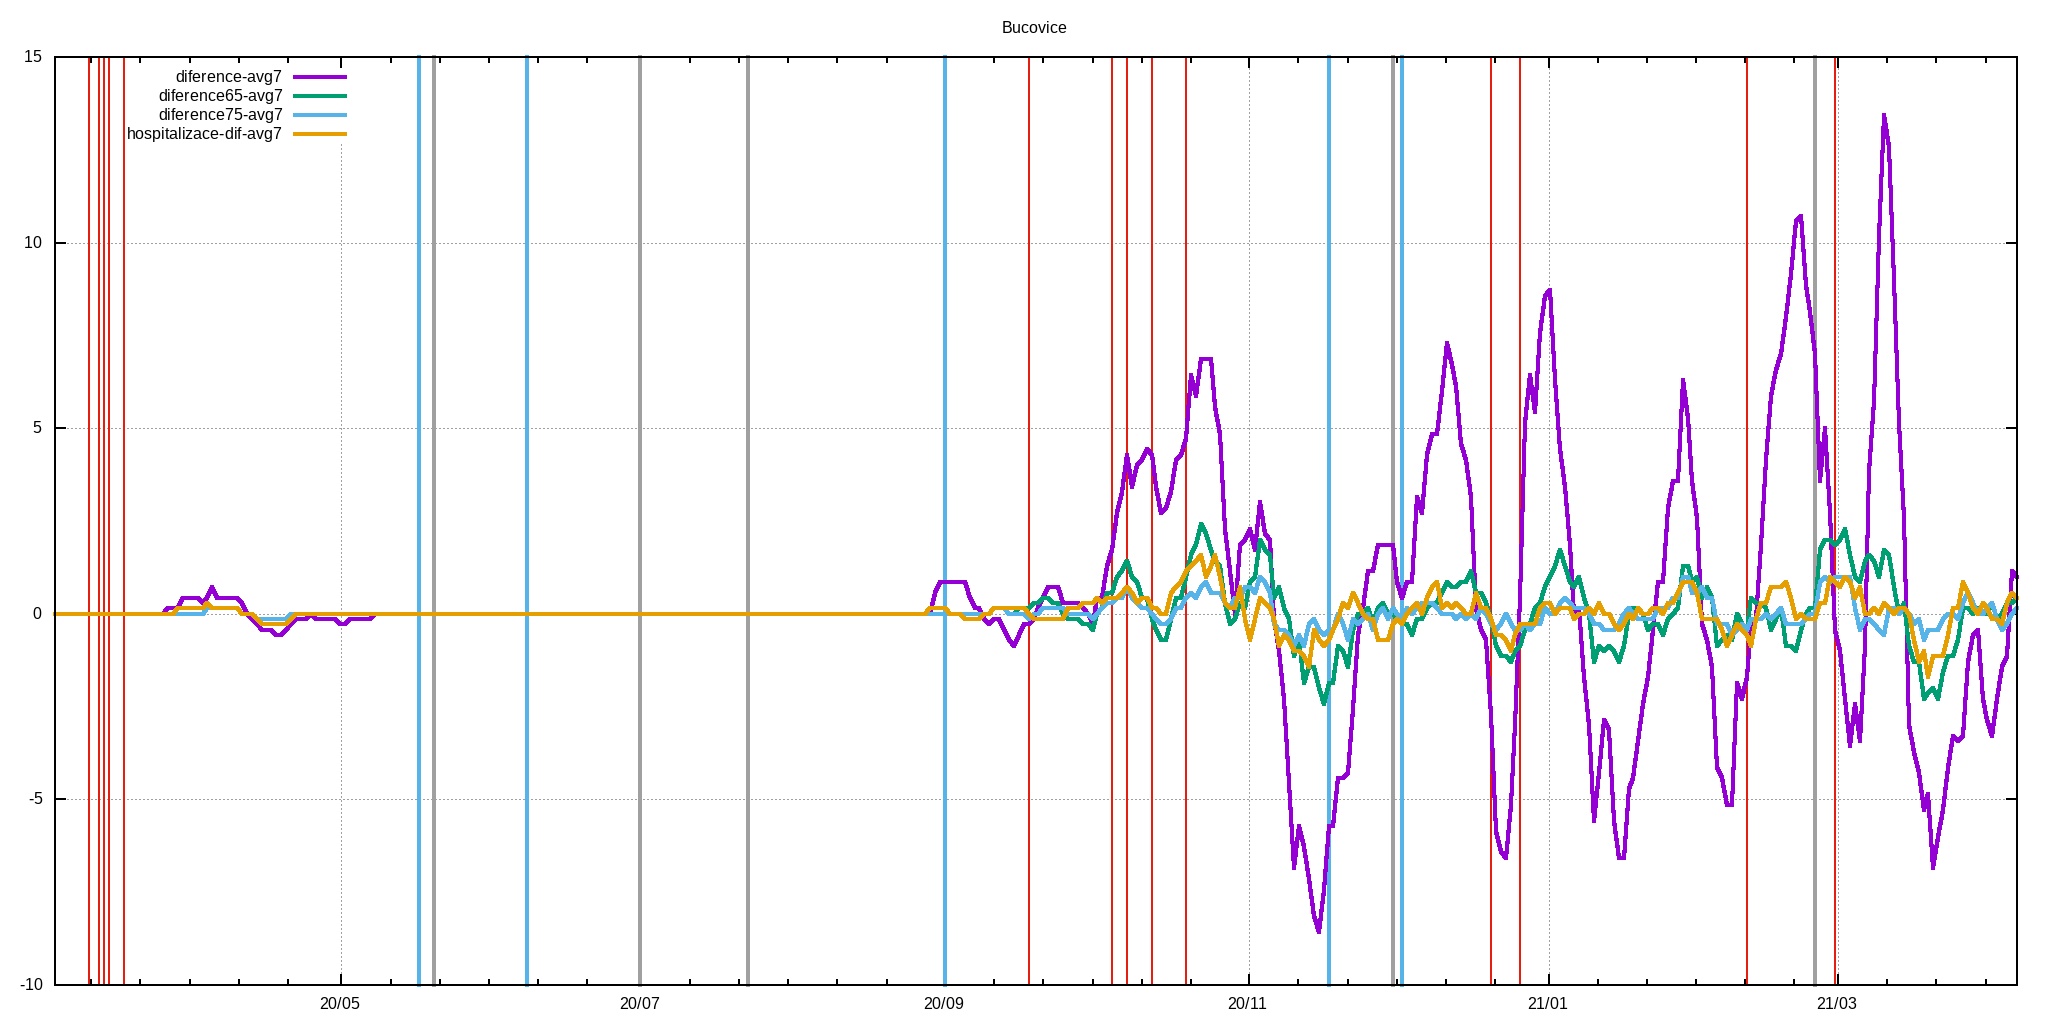 Bucovice
15
10
5
0
-5
-10
diference-avg7
diference65-avg7
diference75-avg7
hospitalizace-dif-avg7
20/05
20/07
20/09
20/11
21/01
21/03